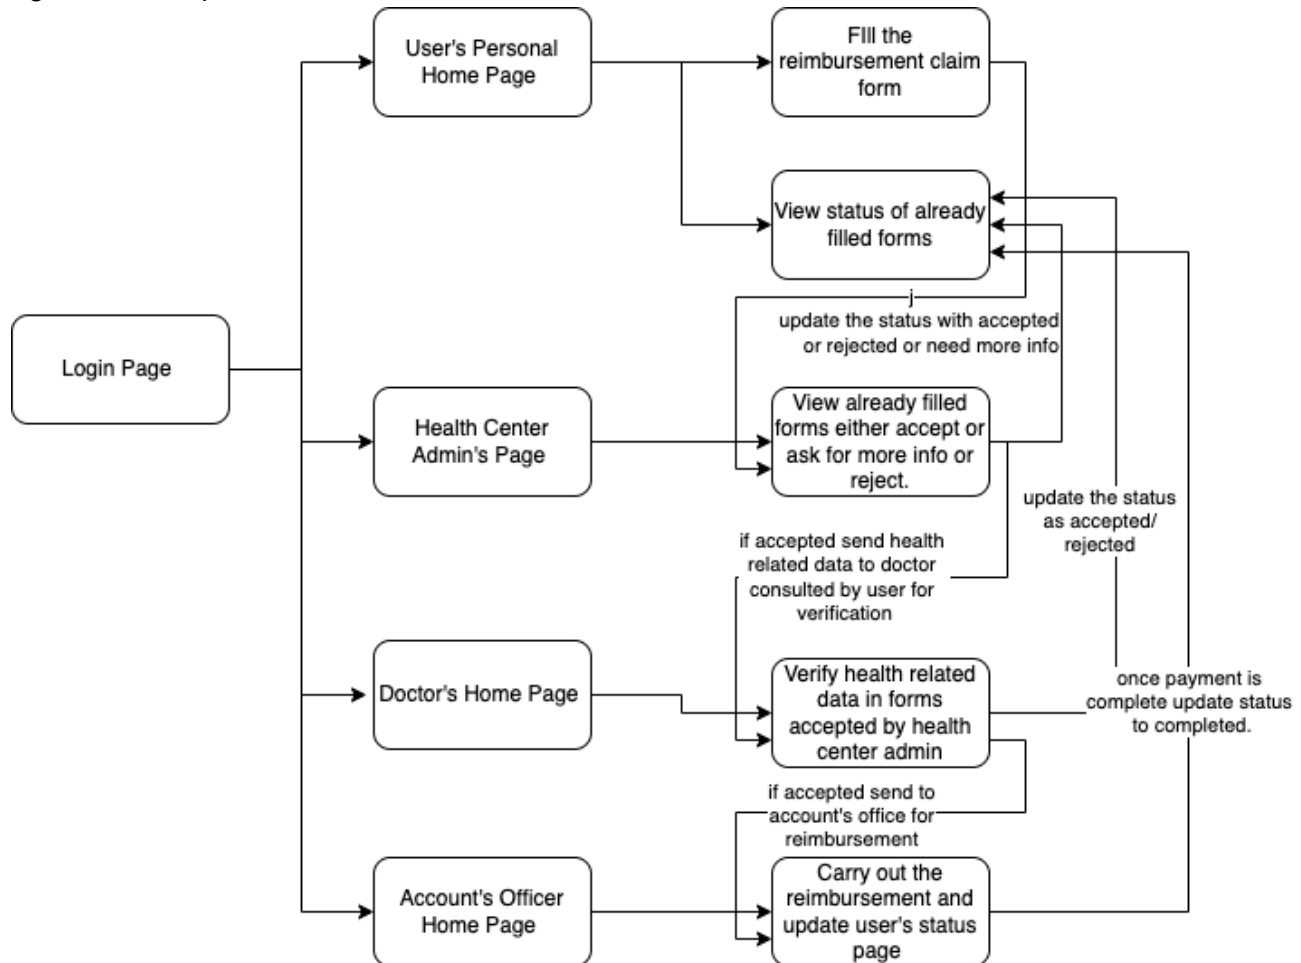 User's Personal
Home Page
FIll the
reimbursement claim
form
View status of already
filled forms
j
update the status with accepted
or rejected or need more info
Login Page
Health Center
Admin's Page
View already filled
forms either accept or
ask for more info or
reject.
update the status
as accepted/
rejected
if accepted send health
related data to doctor
consulted by user for
verification
Doctor's Home Page
Verify health related
data in forms
accepted by health
center admin
once payment is
complete update status
to completed.
if accepted send to
account's office for
reimbursement
Account's Officer
Home Page
Carry out the
reimbursement and
update user's status
page